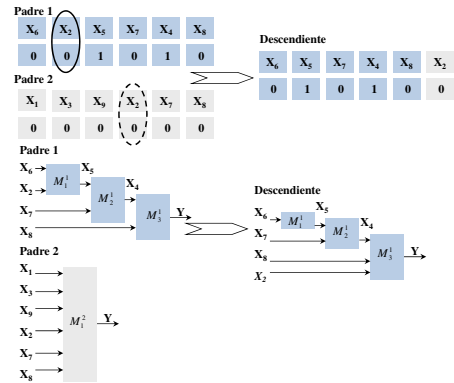 Padre 1
X6 X2 X5 X7 X4 X8
0 0 1 0 1 0
Padre 2
X1 X3 X9 X2 X7 X8
0 0 0 0 0 0
Descendiente
X6 X5 X7 X4 X8 X2
0 1 0 1 0 0
Padre 1
X6
X5
M₁¹
X2
X4
M₂¹
X7
M₃¹
Y
X8
Padre 2
X1
X3
X9
M₁²
Y
X2
X7
X8
Descendiente
X5
X6
M₁¹
X4
X7
M₂¹
Y
X8
M₃¹
X2